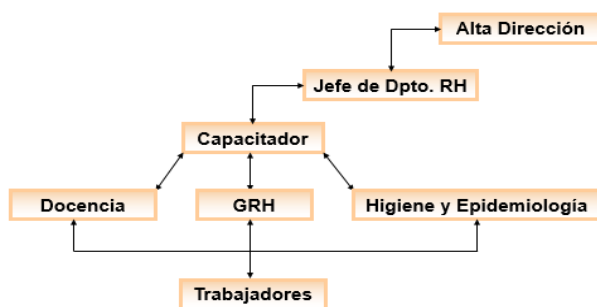 Alta Dirección
Jefe de Dpto. RH
Capacitador
Docencia
GRH
Higiene y Epidemiología
Trabajadores